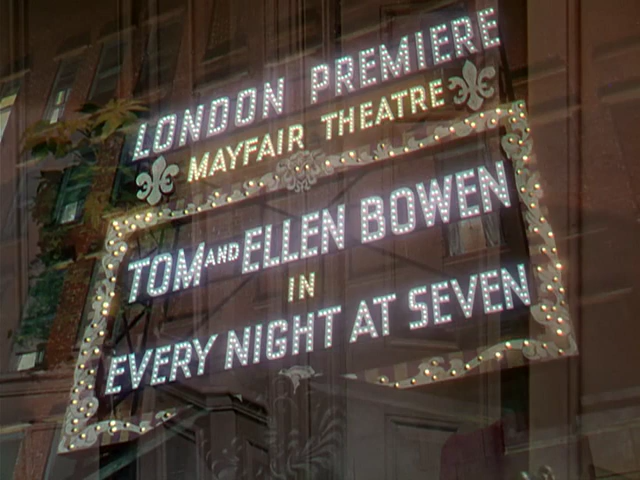 LONDON PREMIERE
MAYFAIR THEATRE
TOM AND ELLEN BOWEN
IN
EVERY NIGHT AT SEVEN